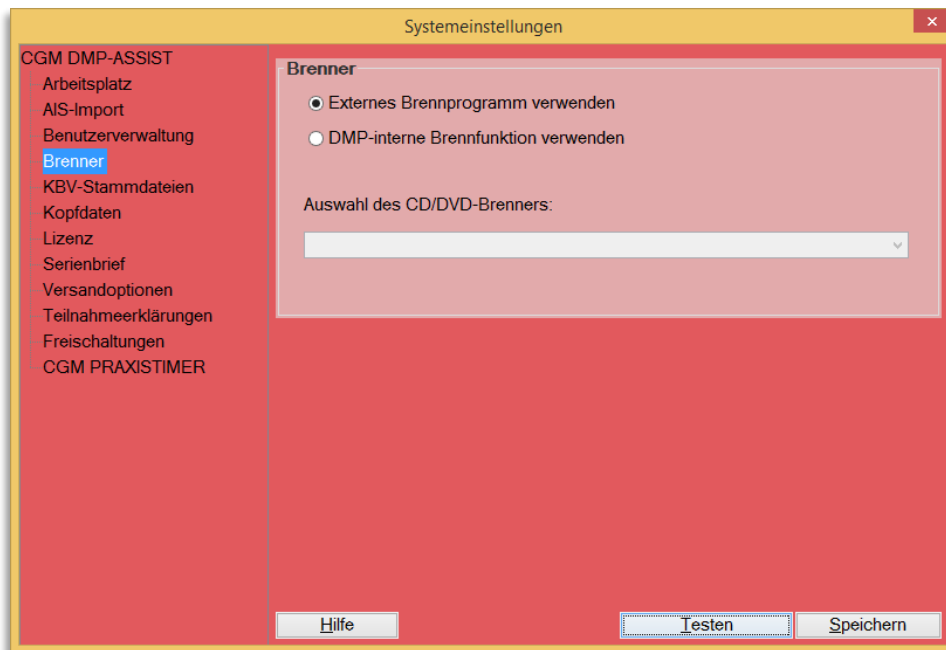 Systemeinstellungen
CGM DMP-ASSIST
Arbeitsplatz
AIS-Import
Benutzerverwaltung
Brenner
KBV-Stammdateien
Kopfdaten
Lizenz
Serienbrief
Versandoptionen
Teilnahmeerklärungen
Freischaltungen
CGM PRAXISTIMER
Brenner
Externes Brennprogramm verwenden
DMP-interne Brennfunktion verwenden
Auswahl des CD/DVD-Brenners:
Hilfe
Testen
Speichern